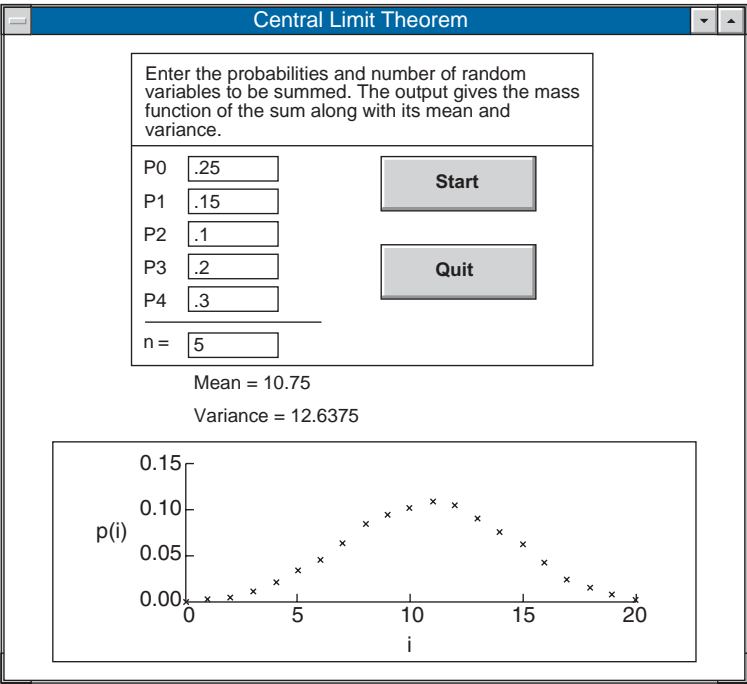 Central Limit Theorem
Enter the probabilities and number of random
variables to be summed. The output gives the mass
function of the sum along with its mean and
variance.
P0 .25
P1 .15
P2 .1
P3 .2
P4 .3
n = 5
Start
Quit
Mean = 10.75
Variance = 12.6375
0.15
0.10
p(i)
0.05
0.00
0 5 10 15 20
i